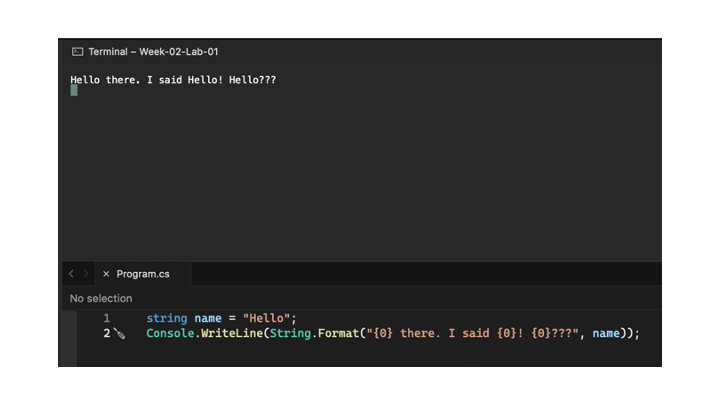 Terminal – Week-02-Lab-01
Hello there. I said Hello! Hello???
Program.cs
No selection
1 string name = "Hello";
2 Console.WriteLine(String.Format("{0} there. I said {0}! {0}???", name));